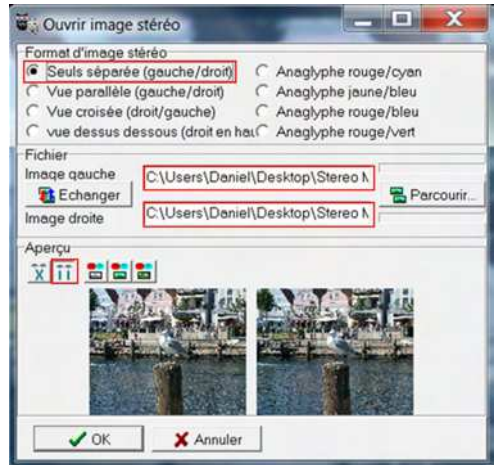 Ouvrir image stéréo
Format d'image stéréo
Seuls séparée (gauche/droit)
Anaglyphe rouge/cyan
Vue parallèle (gauche/droit)
Anaglyphe jaune/bleu
Vue croisée (droit/gauche)
Anaglyphe rouge/bleu
vue dessus dessous (droit en hau
Anaglyphe rouge/vert
Fichier
Image gauche
C:\Users\Daniel\Desktop\Stereo M
Echanger
Parcourir...
Image droite
C:\Users\Daniel\Desktop\Stereo M
Aperçu
OK
Annuler